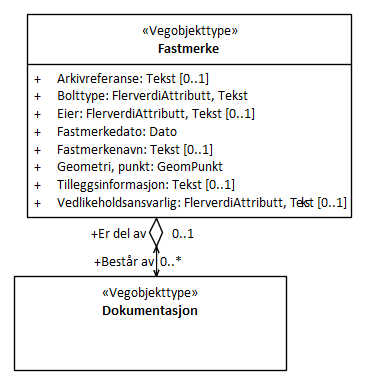 «Vegobjekttype»
Fastmerke
+ Arkivreferanse: Tekst [0..1]
+ Bolttype: FlerverdiAttributt, Tekst
+ Eier: FlerverdiAttributt, Tekst [0..1]
+ Fastmerkedato: Dato
+ Fastmerkenavn: Tekst [0..1]
+ Geometri, punkt: GeomPunkt
+ Tilleggsinformasjon: Tekst [0..1]
+ Vedlikeholdsansvarlig: FlerverdiAttributt, Tekst [0..1]
+Er del av 0..1
+Består av 0..*
«Vegobjekttype»
Dokumentasjon